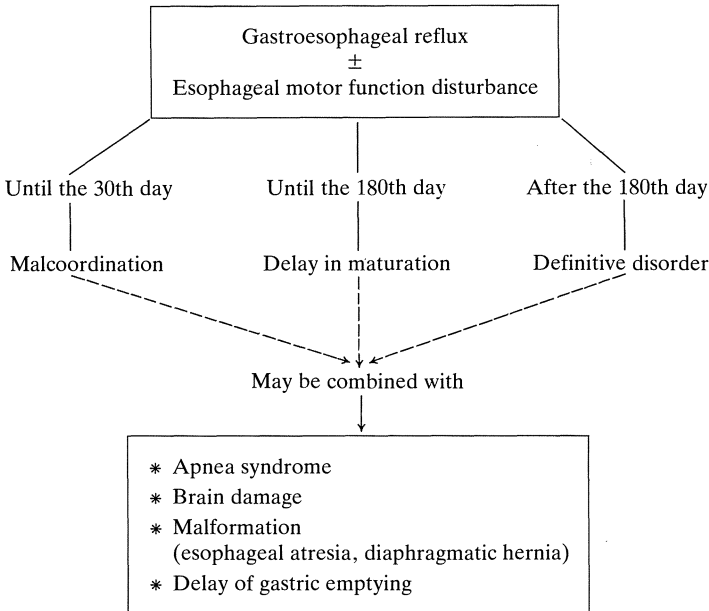 Gastroesophageal reflux
±
Esophageal motor function disturbance
Until the 30th day
Until the 180th day
After the 180th day
Malcoordination
Delay in maturation
Definitive disorder
May be combined with
* Apnea syndrome
* Brain damage
* Malformation
(esophageal atresia, diaphragmatic hernia)
* Delay of gastric emptying